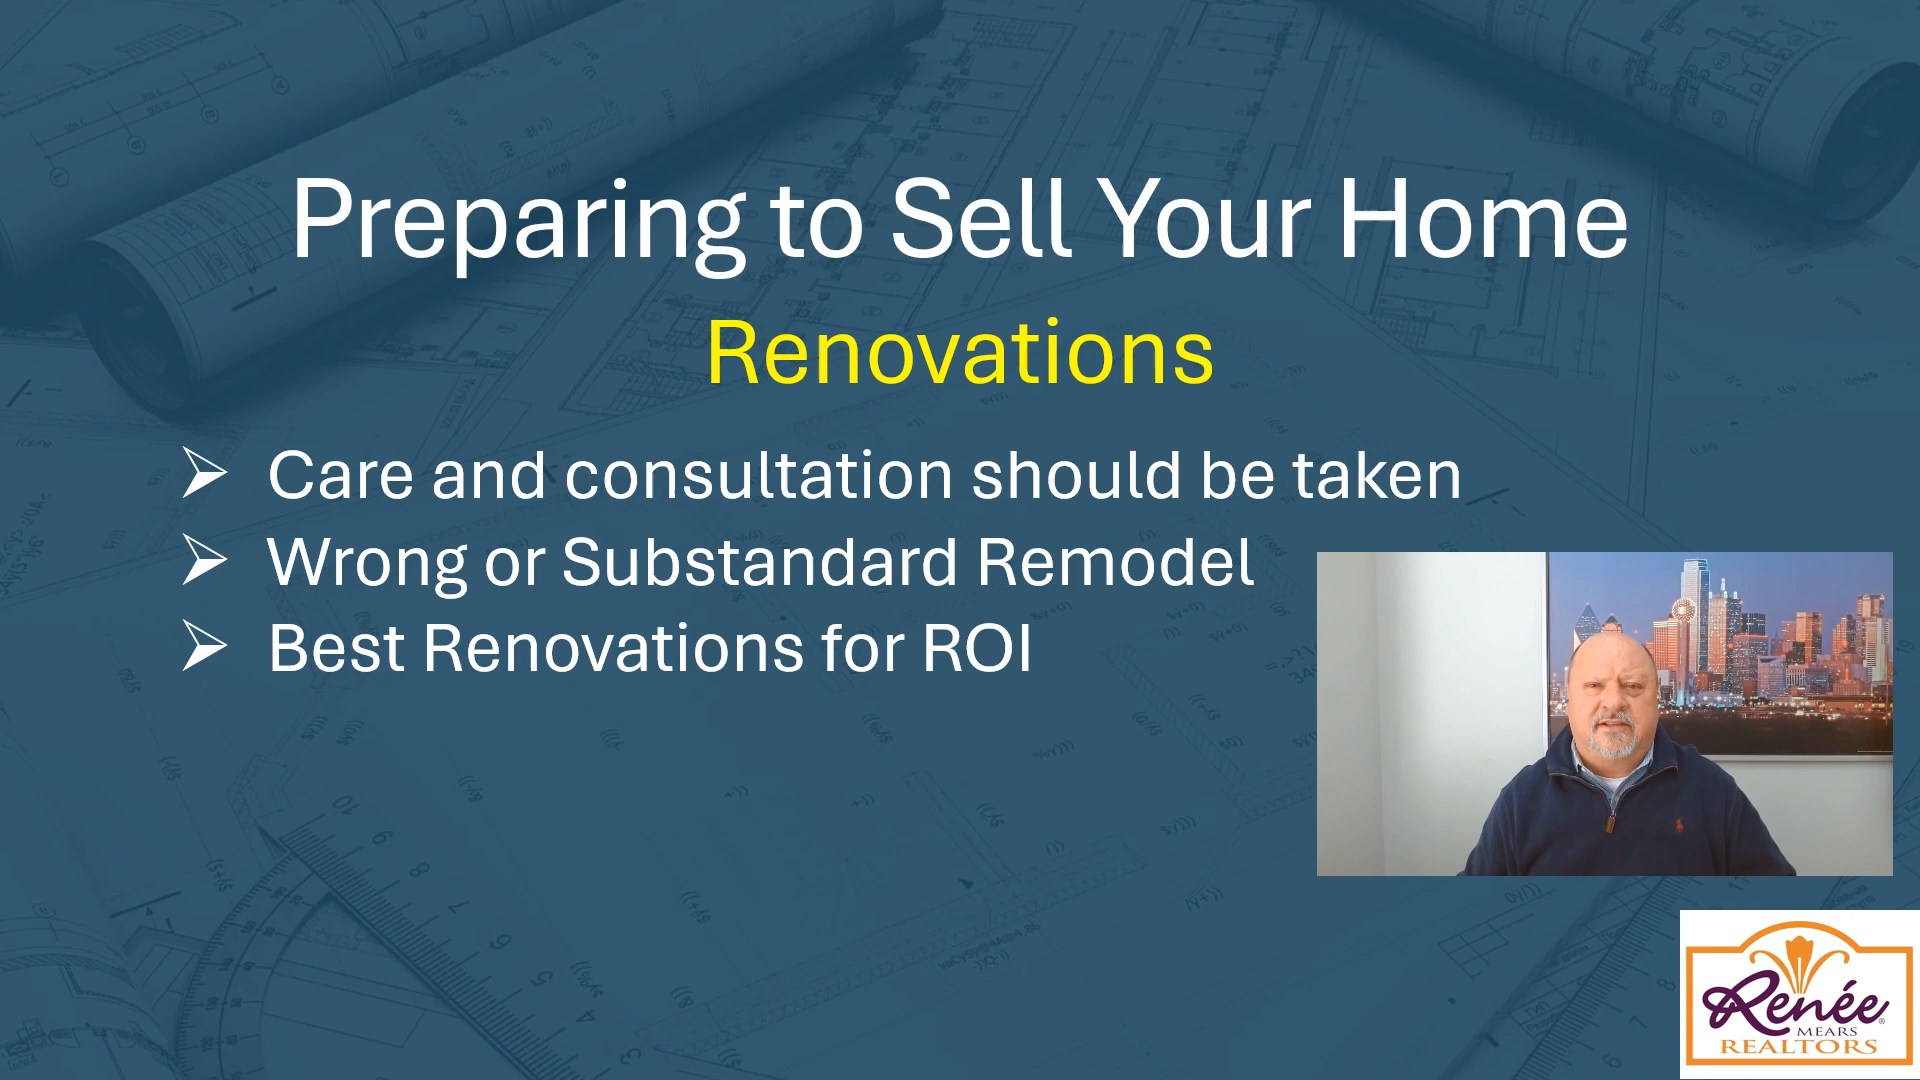 Preparing to Sell Your Home
Renovations
Care and consultation should be taken
Wrong or Substandard Remodel
Best Renovations for ROI
Renée®
MEARS
REALTORS